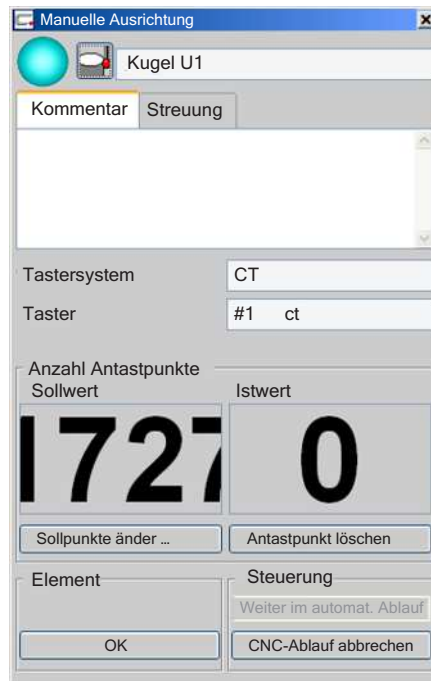 Manuelle Ausrichtung
Kugel U1
Kommentar Streuung
Tastersystem CT
Taster #1 ct
Anzahl Antastpunkte
Sollwert Istwert
1727 0
Sollpunkte änder ... Antastpunkt löschen
Element Steuerung
Weiter im automat. Ablauf
OK CNC-Ablauf abbrechen